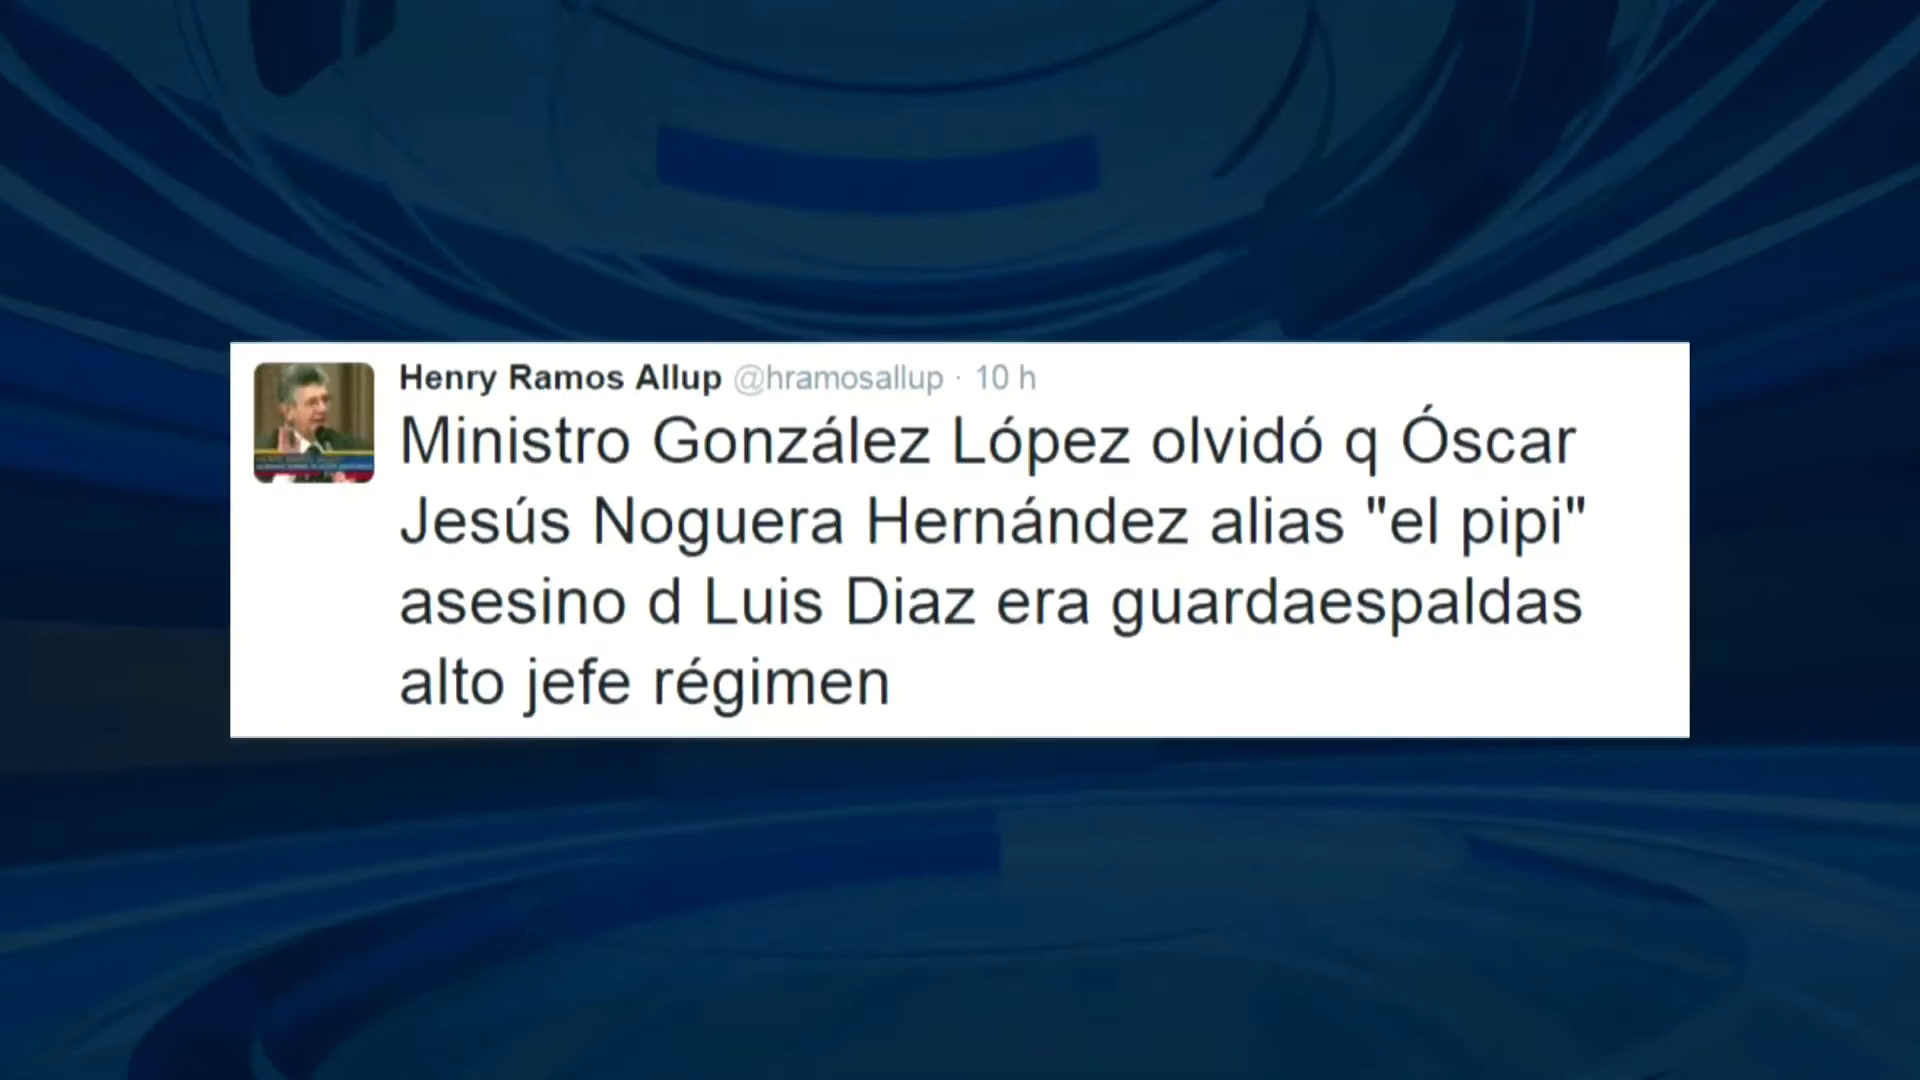 Henry Ramos Allup @hramosallup · 10 h
Ministro González López olvidó q Óscar
Jesús Noguera Hernández alias "el pipi"
asesino d Luis Diaz era guardaespaldas
alto jefe régimen